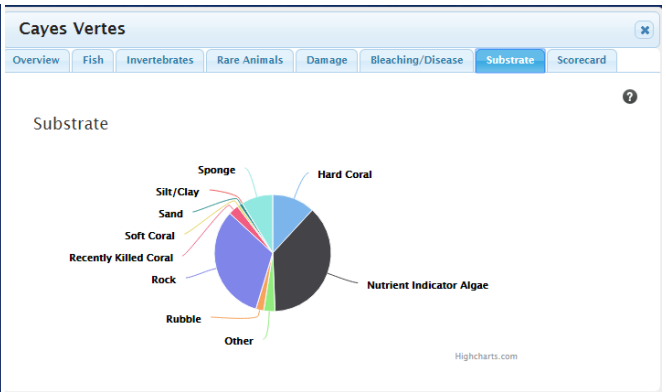 Cayes Vertes
Overview Fish Invertebrates Rare Animals Damage Bleaching/Disease Substrate Scorecard
?
Substrate
Sponge
Hard Coral
Silt/Clay
Sand
Soft Coral
Recently Killed Coral
Rock
Nutrient Indicator Algae
Rubble
Other
Highcharts.com